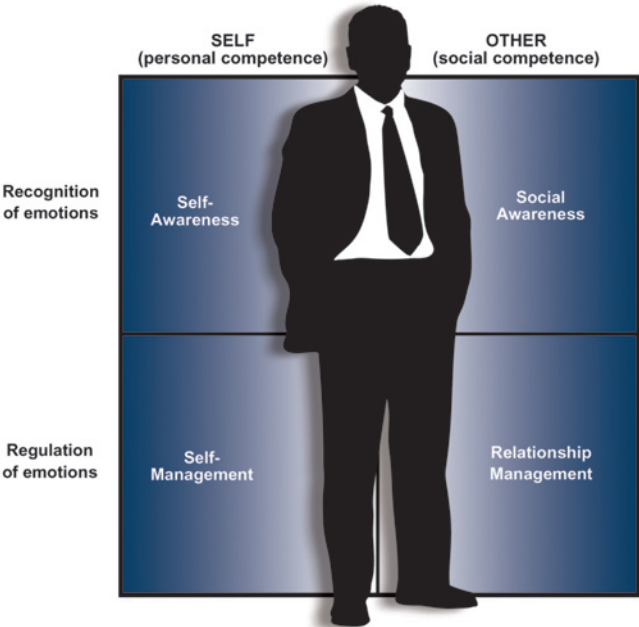 SELF
(personal competence)
OTHER
(social competence)
Recognition
of emotions
Self-
Awareness
Social
Awareness
Regulation
of emotions
Self-
Management
Relationship
Management